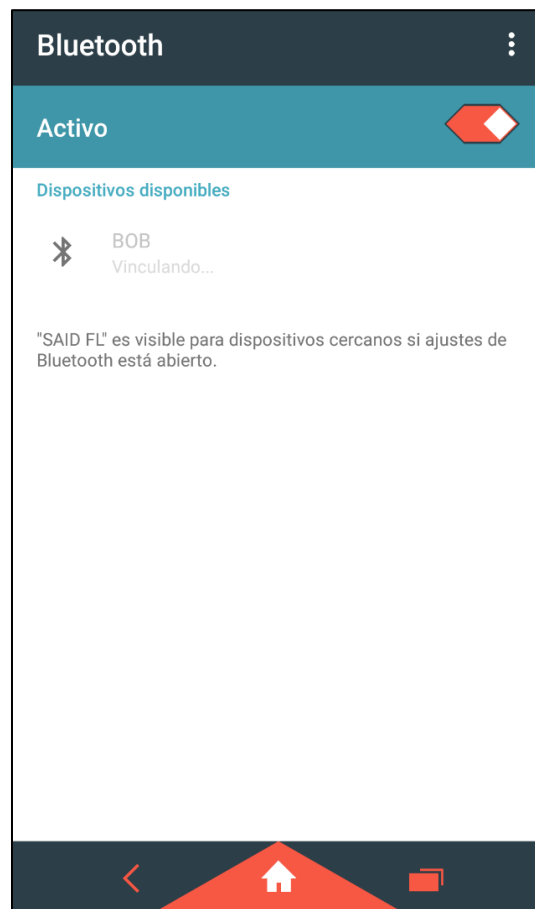 Bluetooth
Activo
Dispositivos disponibles
BOB
Vinculando...
"SAID FL" es visible para dispositivos cercanos si ajustes de
Bluetooth está abierto.